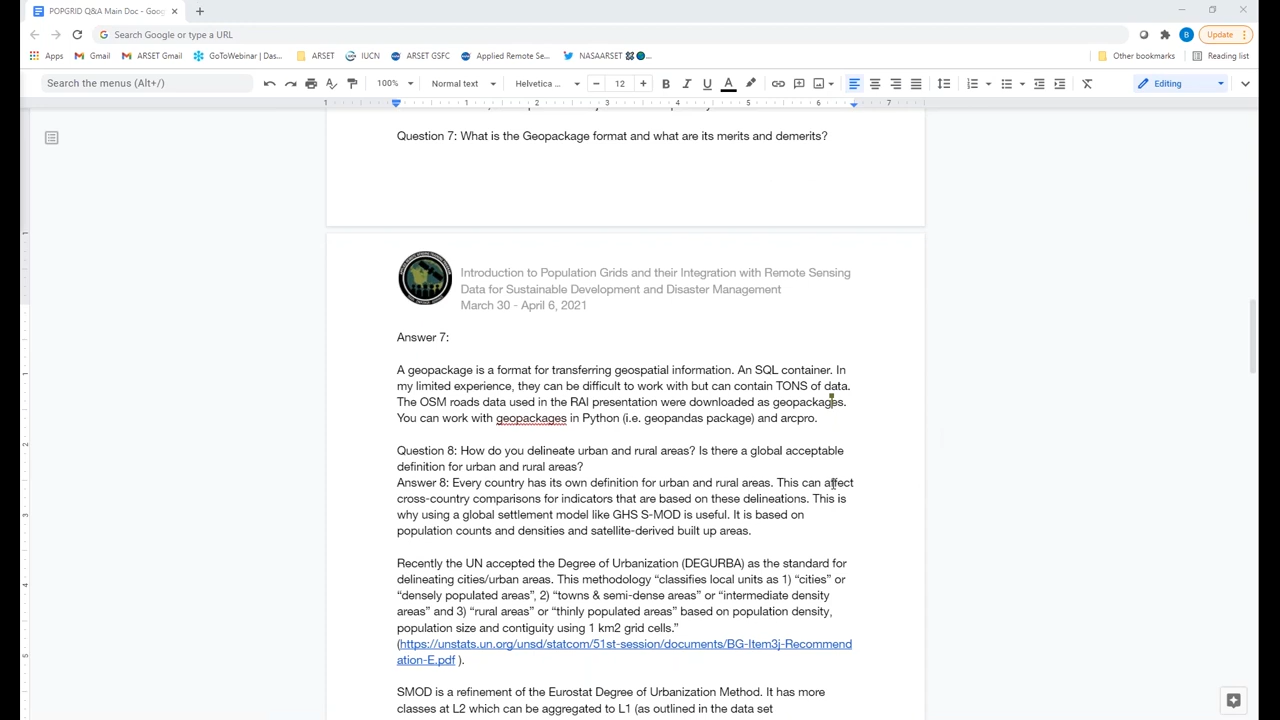 POPGRID Q&A Main Doc - Goog
Search Google or type a URL
B
Update
Apps
Gmail
ARSET Gmail
GoToWebinar | Das...
ARSET
IUCN
ARSET GSFC
Applied Remote Se...
NASAARSET
Other bookmarks
Reading list
Search the menus (Alt+/)
100%
Normal text
Helvetica ...
12
B I U A
Editing
1 1 2 3 4 5 6 7
Question 7: What is the Geopackage format and what are its merits and demerits?
Introduction to Population Grids and their Integration with Remote Sensing
Data for Sustainable Development and Disaster Management
March 30 - April 6, 2021
Answer 7:
A geopackage is a format for transferring geospatial information. An SQL container. In
my limited experience, they can be difficult to work with but can contain TONS of data.
The OSM roads data used in the RAI presentation were downloaded as geopackages.
You can work with geopackages in Python (i.e. geopandas package) and arcpro.
Question 8: How do you delineate urban and rural areas? Is there a global acceptable
definition for urban and rural areas?
Answer 8: Every country has its own definition for urban and rural areas. This can affect
cross-country comparisons for indicators that are based on these delineations. This is
why using a global settlement model like GHS S-MOD is useful. It is based on
population counts and densities and satellite-derived built up areas.
Recently the UN accepted the Degree of Urbanization (DEGURBA) as the standard for
delineating cities/urban areas. This methodology “classifies local units as 1) “cities” or
“densely populated areas”, 2) “towns & semi-dense areas” or “intermediate density
areas” and 3) “rural areas” or “thinly populated areas” based on population density,
population size and contiguity using 1 km2 grid cells.”
(https://unstats.un.org/unsd/statcom/51st-session/documents/BG-Item3j-Recommend
ation-E.pdf ).
SMOD is a refinement of the Eurostat Degree of Urbanization Method. It has more
classes at L2 which can be aggregated to L1 (as outlined in the data set